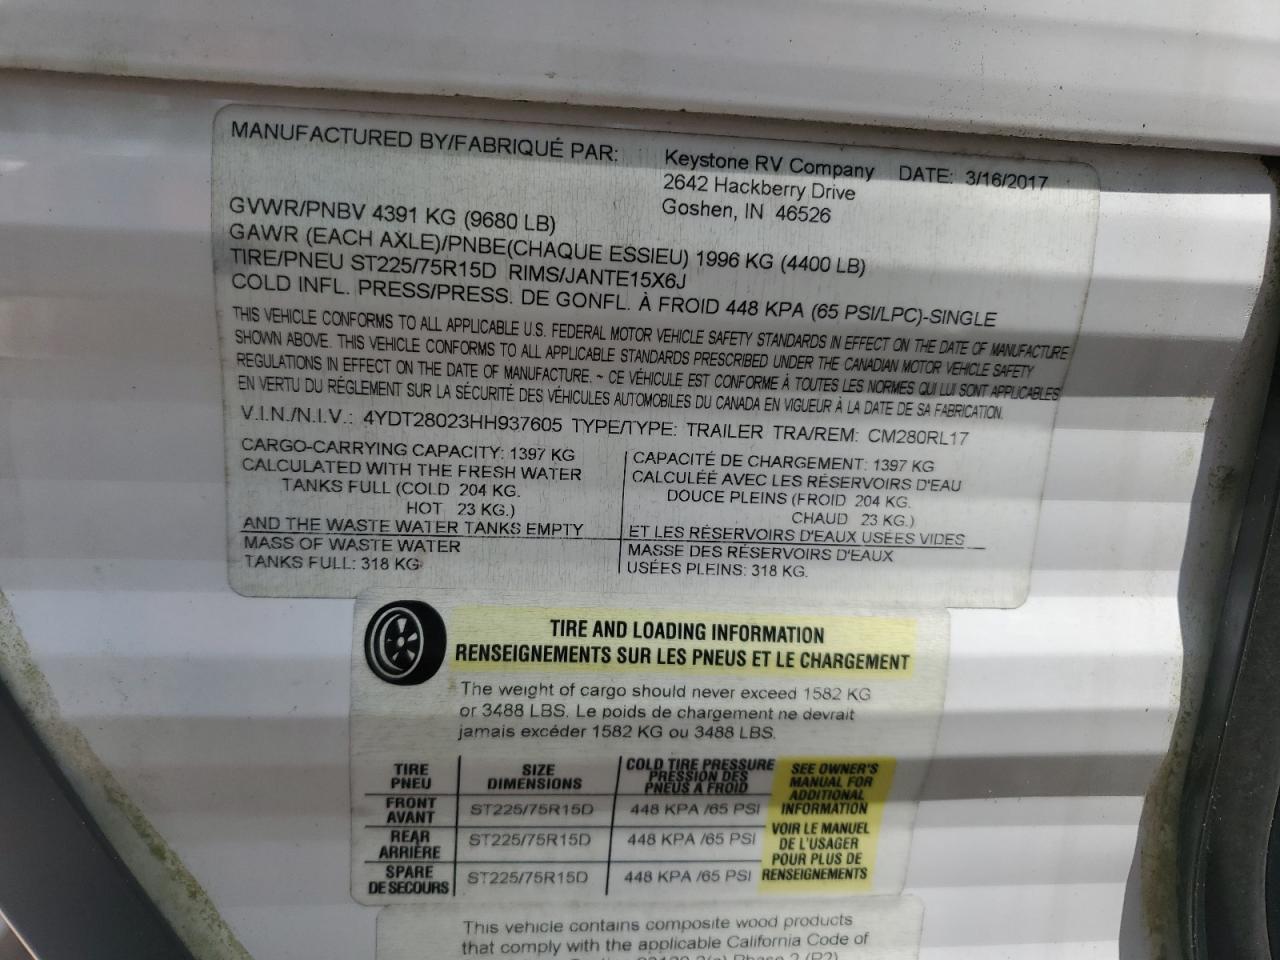 MANUFACTURED BY/FABRIQUÉ PAR: Keystone RV Company DATE: 3/16/2017
2642 Hackberry Drive
Goshen, IN 46526
GVWR/PNBV 4391 KG (9680 LB)
GAWR (EACH AXLE)/PNBE(CHAQUE ESSIEU) 1996 KG (4400 LB)
TIRE/PNEU ST225/75R15D RIMS/JANTE15X6J
COLD INFL. PRESS/PRESS. DE GONFL. À FROID 448 KPA (65 PSI/LPC)-SINGLE
THIS VEHICLE CONFORMS TO ALL APPLICABLE U.S. FEDERAL MOTOR VEHICLE SAFETY STANDARDS IN EFFECT ON THE DATE OF MANUFACTURE
SHOWN ABOVE. THIS VEHICLE CONFORMS TO ALL APPLICABLE STANDARDS PRESCRIBED UNDER THE CANADIAN MOTOR VEHICLE SAFETY
REGULATIONS IN EFFECT ON THE DATE OF MANUFACTURE. ~ CE VÉHICULE EST CONFORME À TOUTES LES NORMES QUI LUI SONT APPLICABLES
EN VERTU DU RÉGLEMENT SUR LA SÉCURITÉ DES VÉHICULES AUTOMOBILES DU CANADA EN VIGUEUR À LA DATE DE SA FABRICATION.
V.I.N./N.I.V.: 4YDT28023HH937605 TYPE/TYPE: TRAILER TRA/REM: CM280RL17
CARGO-CARRYING CAPACITY: 1397 KG
CALCULATED WITH THE FRESH WATER
TANKS FULL (COLD 204 KG.
HOT 23 KG.)
AND THE WASTE WATER TANKS EMPTY
MASS OF WASTE WATER
TANKS FULL: 318 KG
CAPACITÉ DE CHARGEMENT: 1397 KG
CALCULÉE AVEC LES RÉSERVOIRS D'EAU
DOUCE PLEINS (FROID 204 KG.
CHAUD 23 KG.)
ET LES RÉSERVOIRS D'EAUX USÉES VIDES
MASSE DES RÉSERVOIRS D'EAUX
USÉES PLEINS: 318 KG.
TIRE AND LOADING INFORMATION
RENSEIGNEMENTS SUR LES PNEUS ET LE CHARGEMENT
The weight of cargo should never exceed 1582 KG
or 3488 LBS. Le poids de chargement ne devrait
jamais excéder 1582 KG ou 3488 LBS.
TIRE
PNEU
SIZE
DIMENSIONS
COLD TIRE PRESSURE
PRESSION DES
PNEUS A FROID
FRONT
AVANT
ST225/75R15D 448 KPA /65 PSI
REAR
ARRIÈRE
ST225/75R15D 448 KPA /65 PSI
SPARE
DE SECOURS
ST225/75R15D 448 KPA /65 PSI
SEE OWNER'S
MANUAL FOR
ADDITIONAL
INFORMATION
VOIR LE MANUEL
DE L'USAGER
POUR PLUS DE
RENSEIGNEMENTS
This vehicle contains composite wood products
that comply with the applicable California Code of